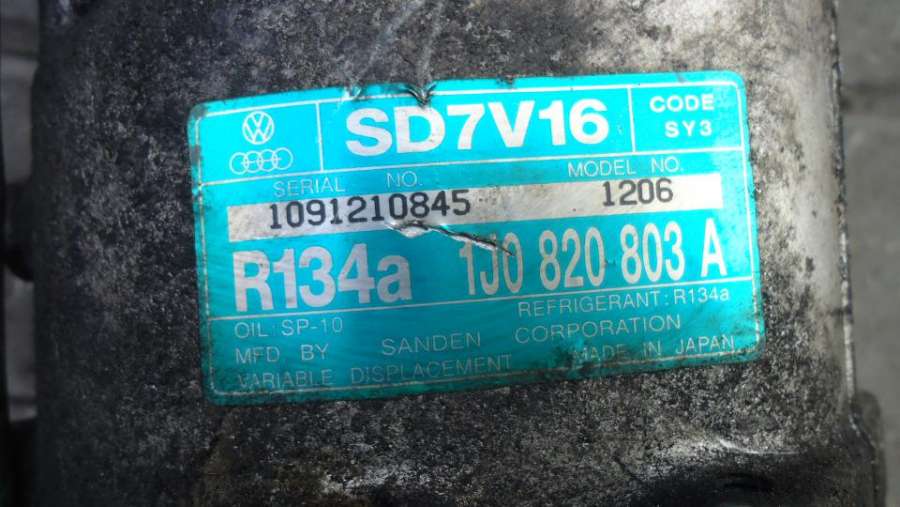 SD7V16
CODE
SY3
SERIAL NO.
MODEL NO.
1091210845
1206
R134a
1J0 820 803 A
OIL: SP-10
REFRIGERANT: R134a
MFD BY SANDEN CORPORATION
VARIABLE DISPLACEMENT
MADE IN JAPAN